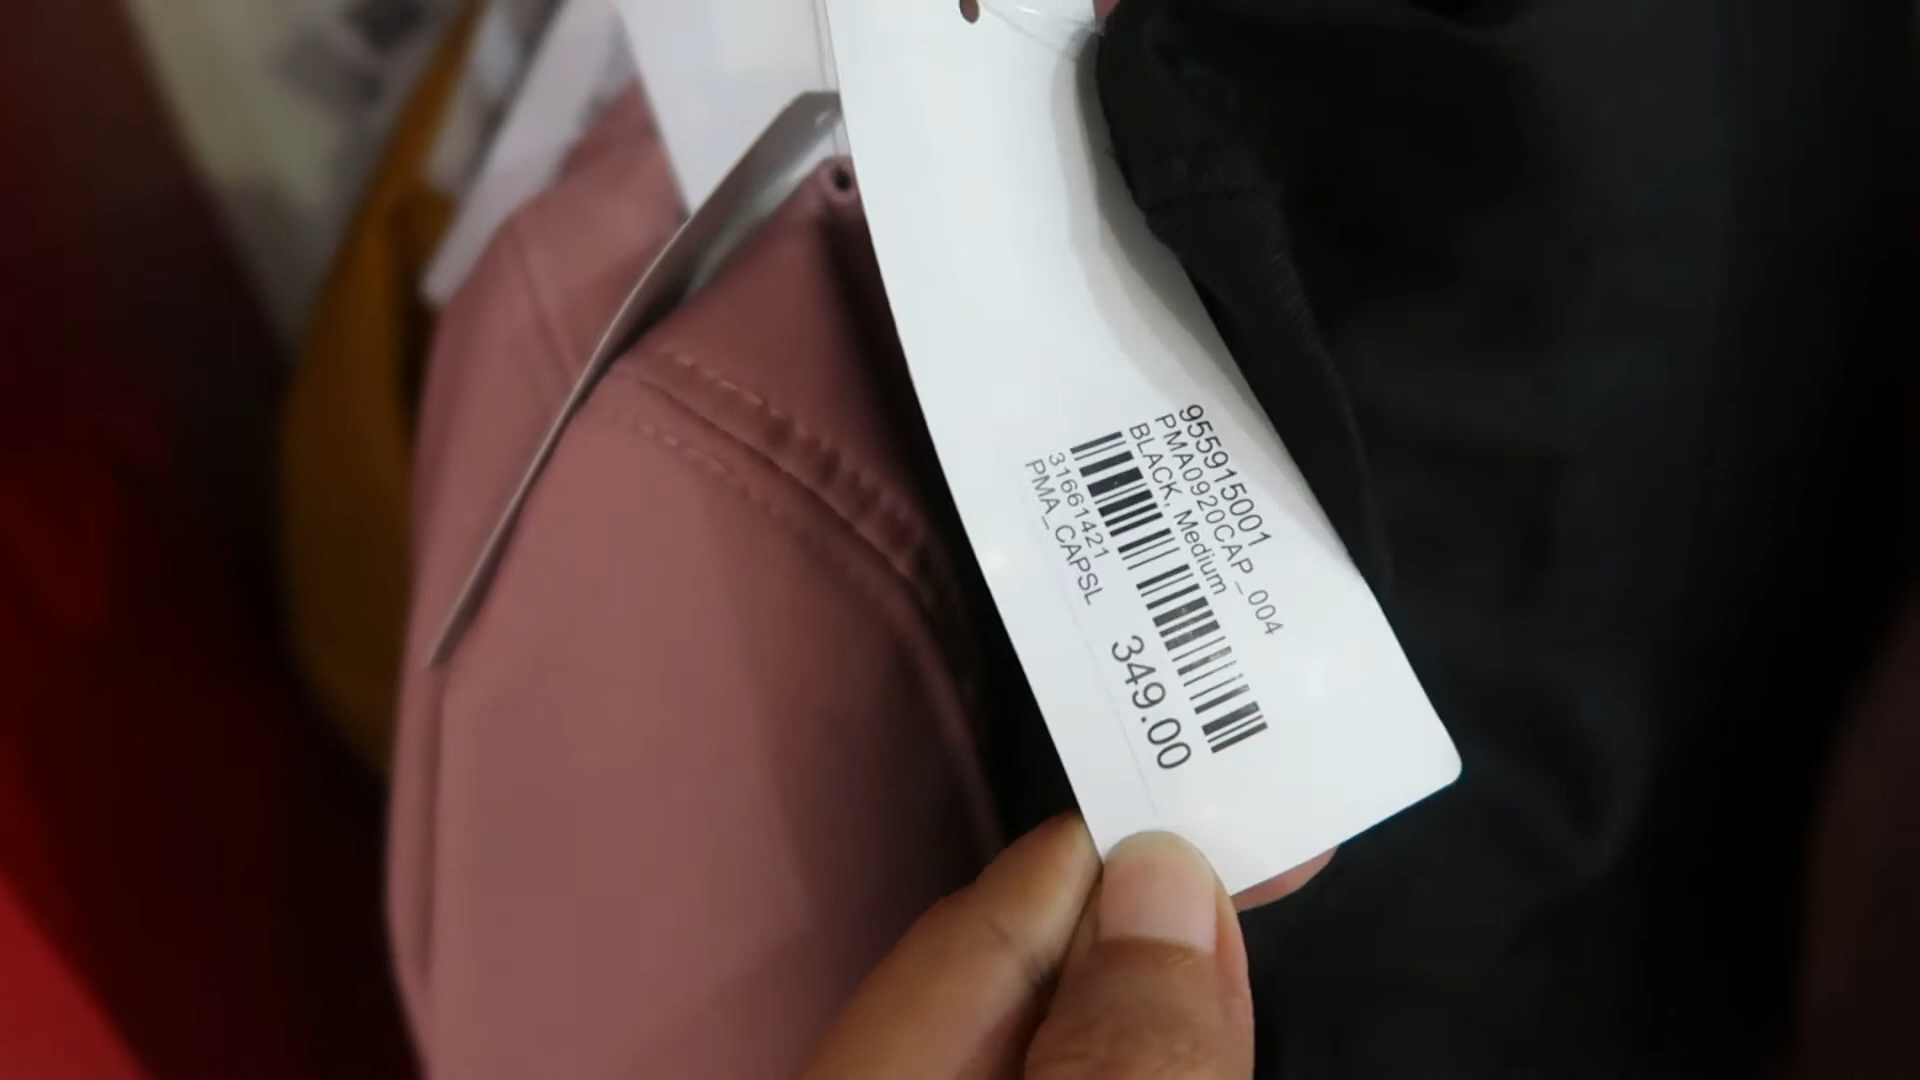 955915001
PMA0920CAP_004
BLACK, Medium
31661421
PMA_CAPSL
349.00